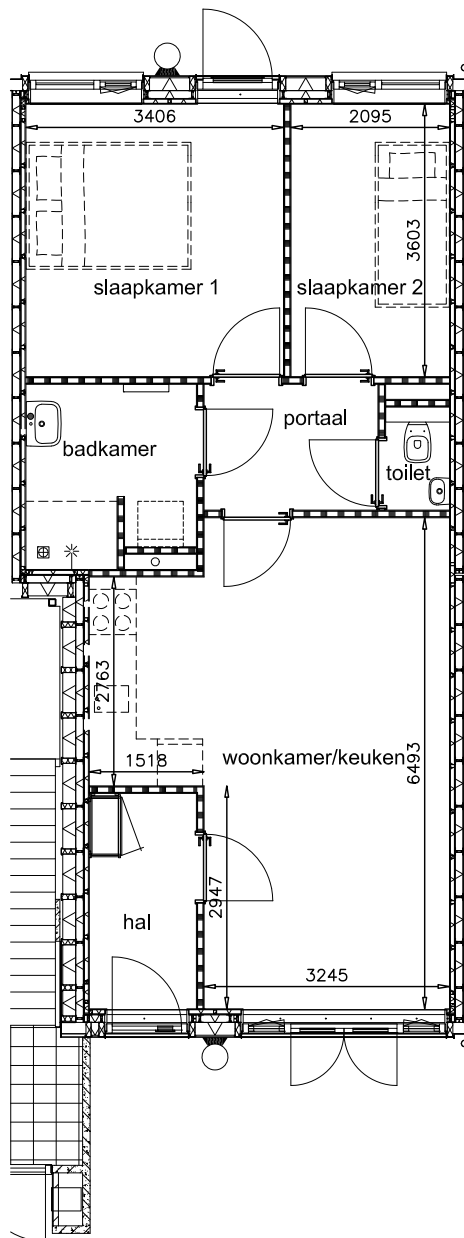 3406
2095
3603
slaapkamer 1
slaapkamer 2
portaal
badkamer
toilet
2763
woonkamer/keuken
6493
1518
2947
hal
3245